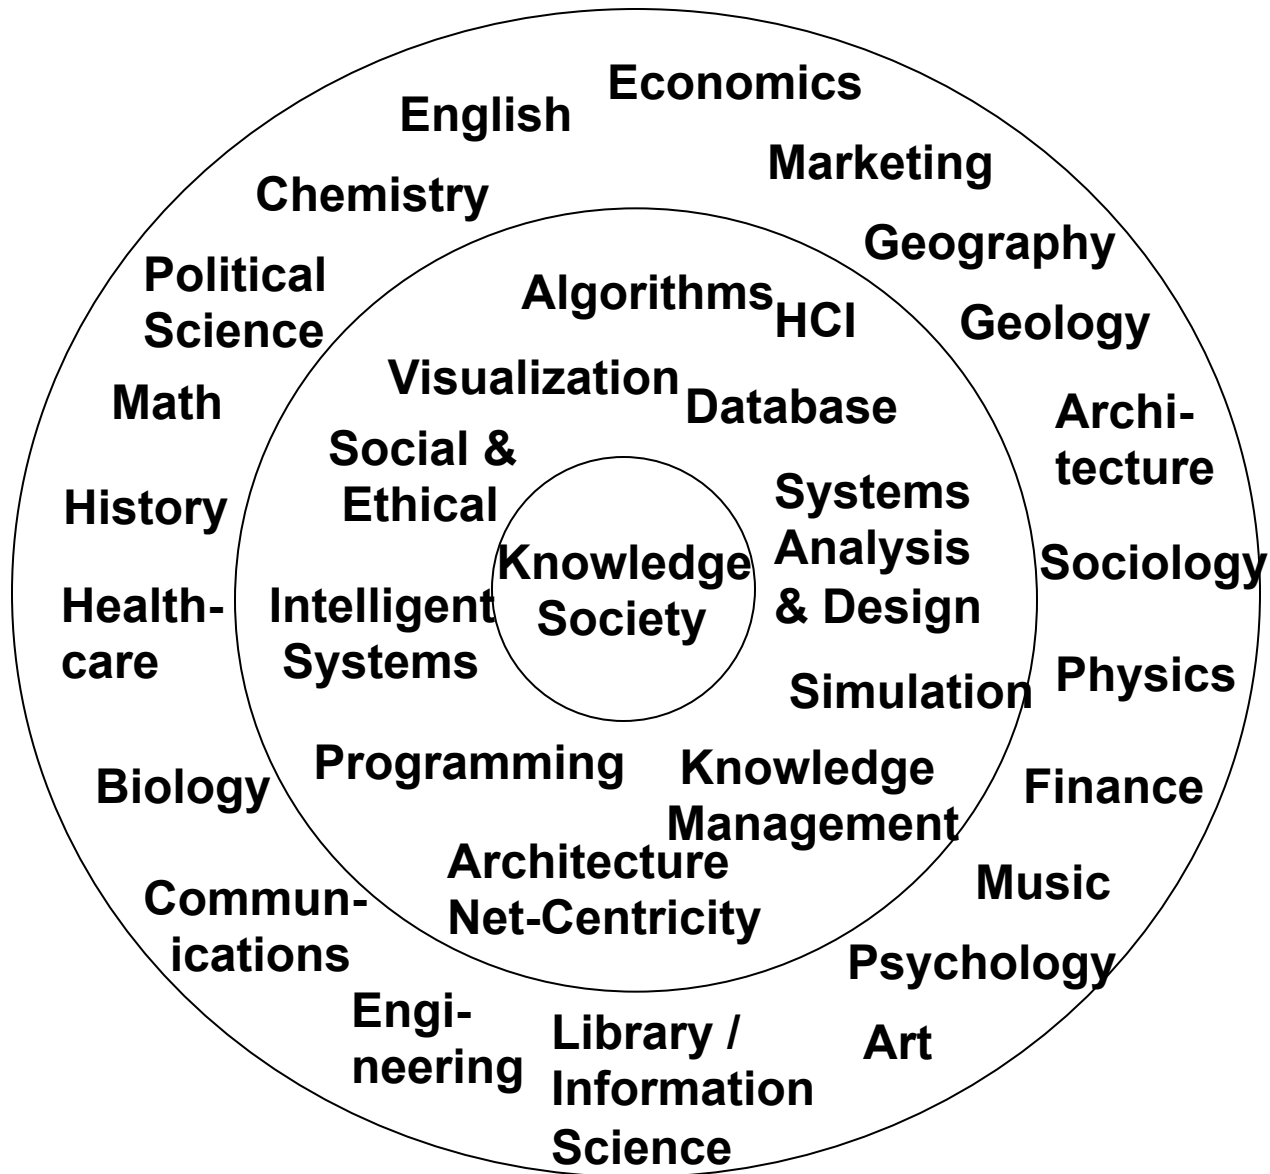 Economics
English
Marketing
Chemistry
Geography
Political
Science
Algorithms
HCI
Geology
Visualization
Database
Math
Archi-
tecture
Social &
Ethical
Systems
Analysis
& Design
History
Knowledge
Society
Sociology
Health-
care
Intelligent
Systems
Simulation
Physics
Programming
Knowledge
Management
Biology
Finance
Architecture
Net-Centricity
Commun-
ications
Music
Psychology
Engi-
neering
Library /
Information
Science
Art